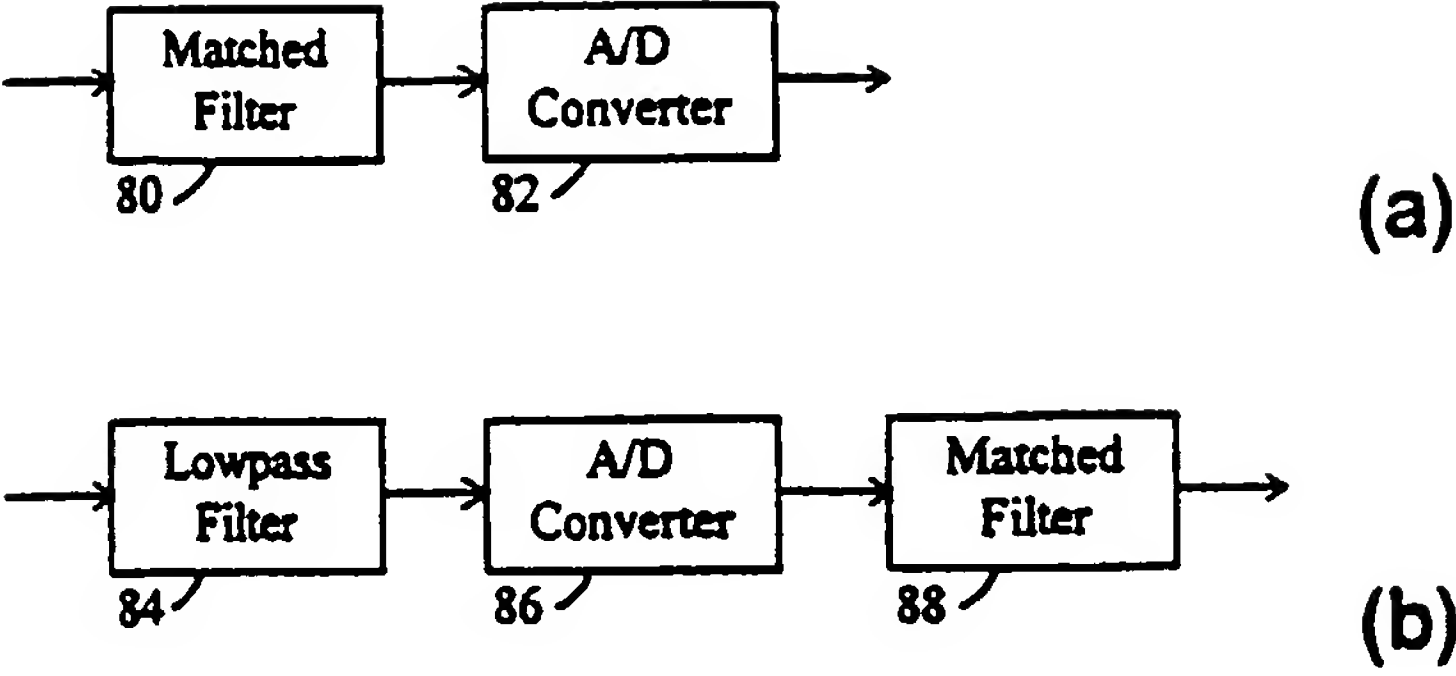 Matched
Filter
80
A/D
Converter
82
(a)
Lowpass
Filter
84
A/D
Converter
86
Matched
Filter
88
(b)